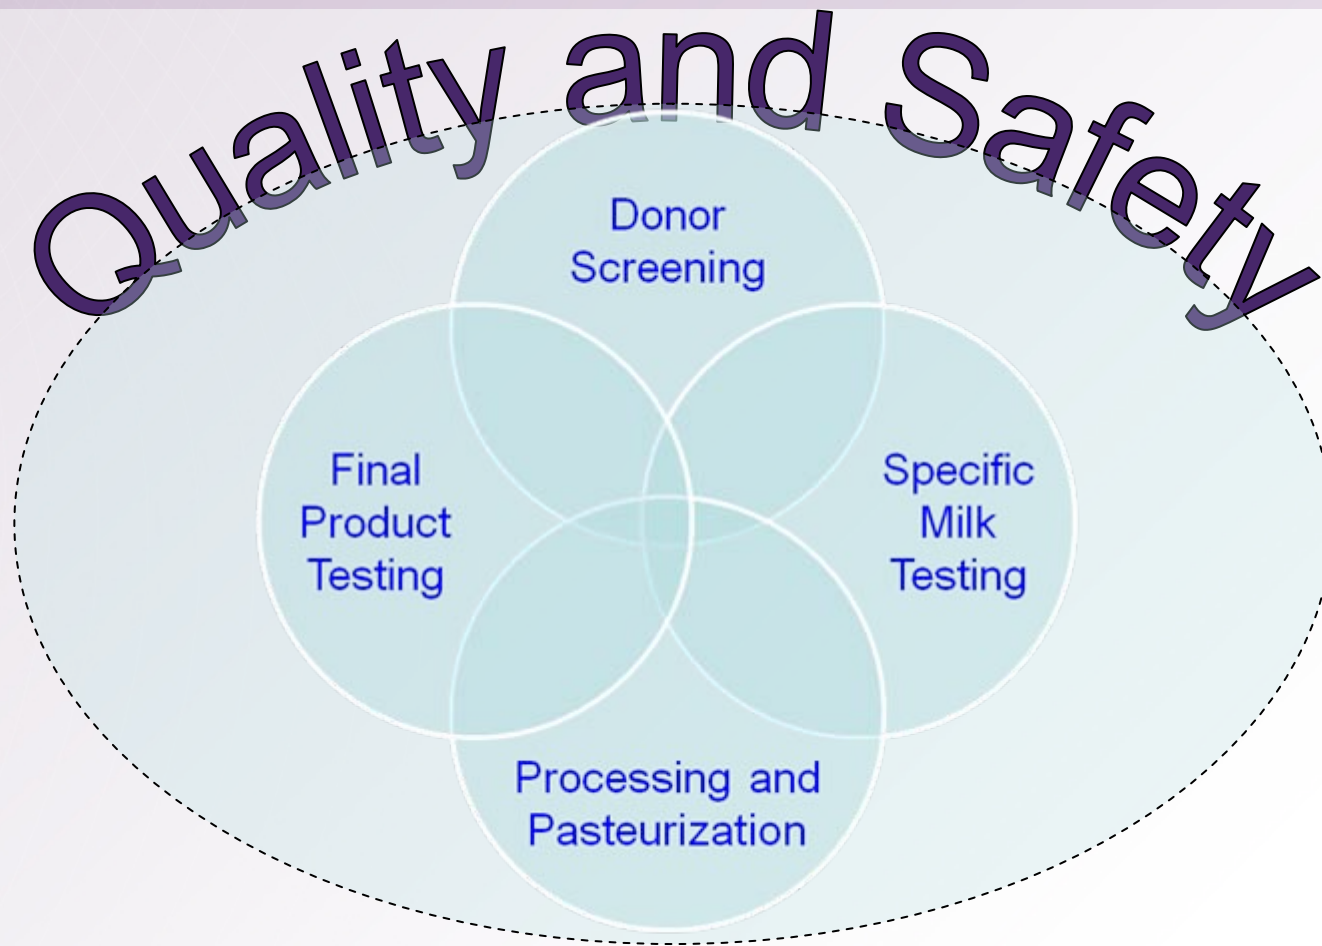 Quality and Safety
Donor
Screening
Final
Product
Testing
Specific
Milk
Testing
Processing and
Pasteurization